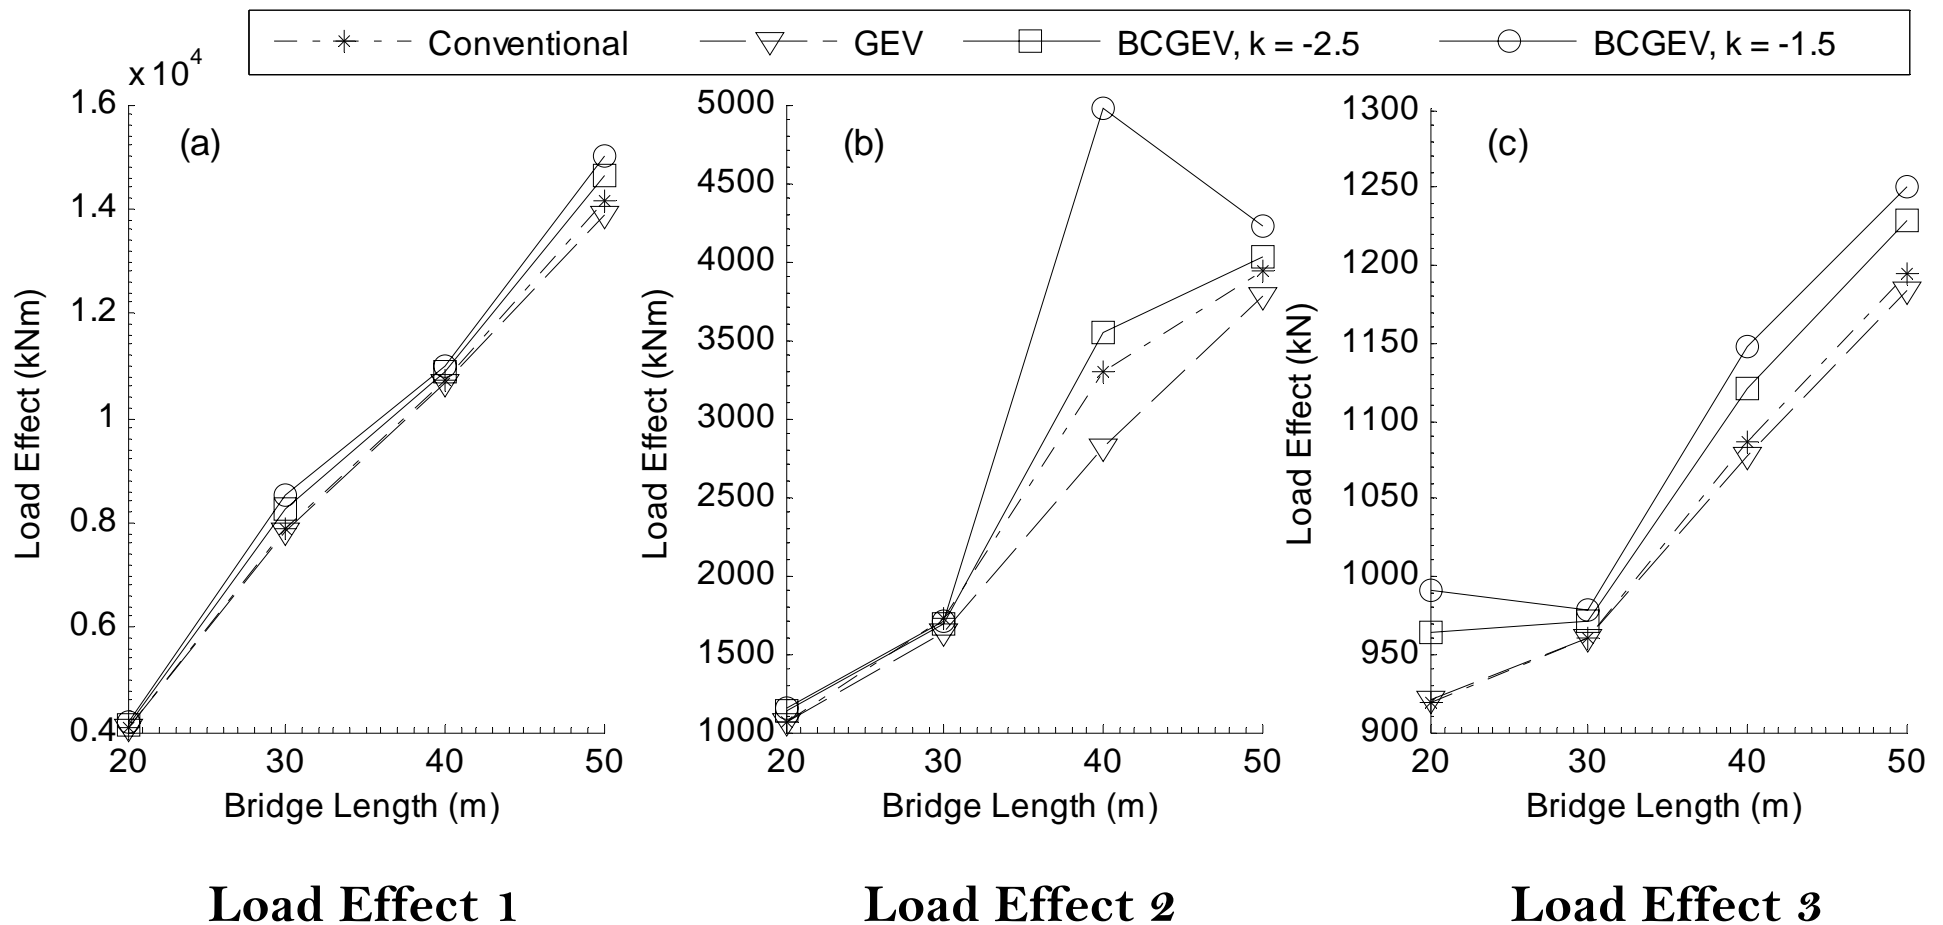 Conventional GEV BCGEV, k = -2.5 BCGEV, k = -1.5
x 10^4
(a)
1.6
1.4
1.2
1
0.8
0.6
0.4
20 30 40 50
Load Effect (kNm)
Bridge Length (m)
Load Effect 1
(b)
5000
4500
4000
3500
3000
2500
2000
1500
1000
20 30 40 50
Load Effect (kNm)
Bridge Length (m)
Load Effect 2
(c)
1300
1250
1200
1150
1100
1050
1000
950
900
20 30 40 50
Load Effect (kN)
Bridge Length (m)
Load Effect 3